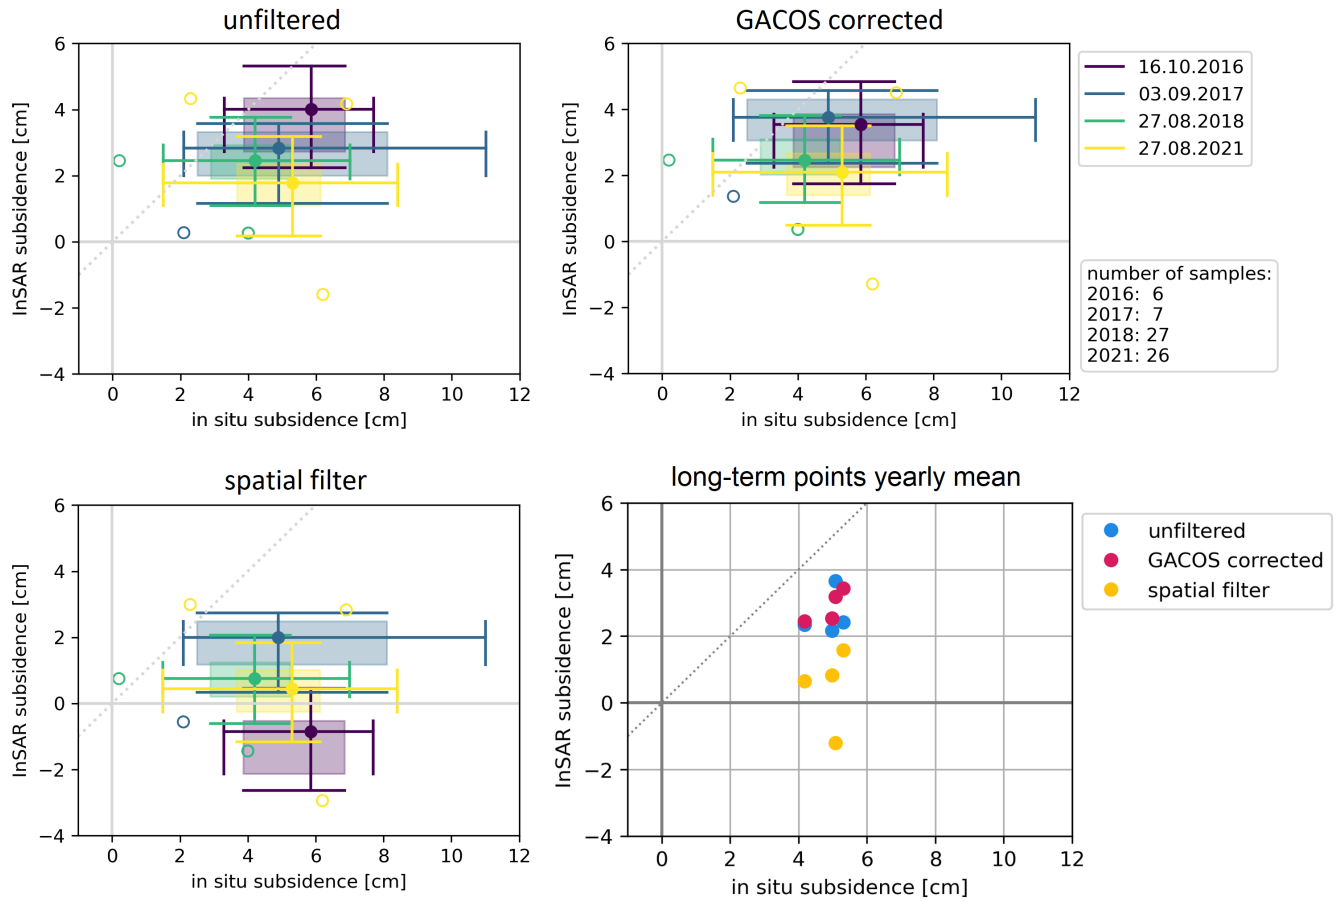 unfiltered
6
4
2
0
−2
−4
InSAR subsidence [cm]
0 2 4 6 8 10 12
in situ subsidence [cm]
GACOS corrected
6
4
2
0
−2
−4
InSAR subsidence [cm]
0 2 4 6 8 10 12
in situ subsidence [cm]
16.10.2016
03.09.2017
27.08.2018
27.08.2021
number of samples:
2016: 6
2017: 7
2018: 27
2021: 26
spatial filter
6
4
2
0
−2
−4
InSAR subsidence [cm]
0 2 4 6 8 10 12
in situ subsidence [cm]
long-term points yearly mean
6
4
2
0
−2
−4
InSAR subsidence [cm]
0 2 4 6 8 10 12
in situ subsidence [cm]
unfiltered
GACOS corrected
spatial filter